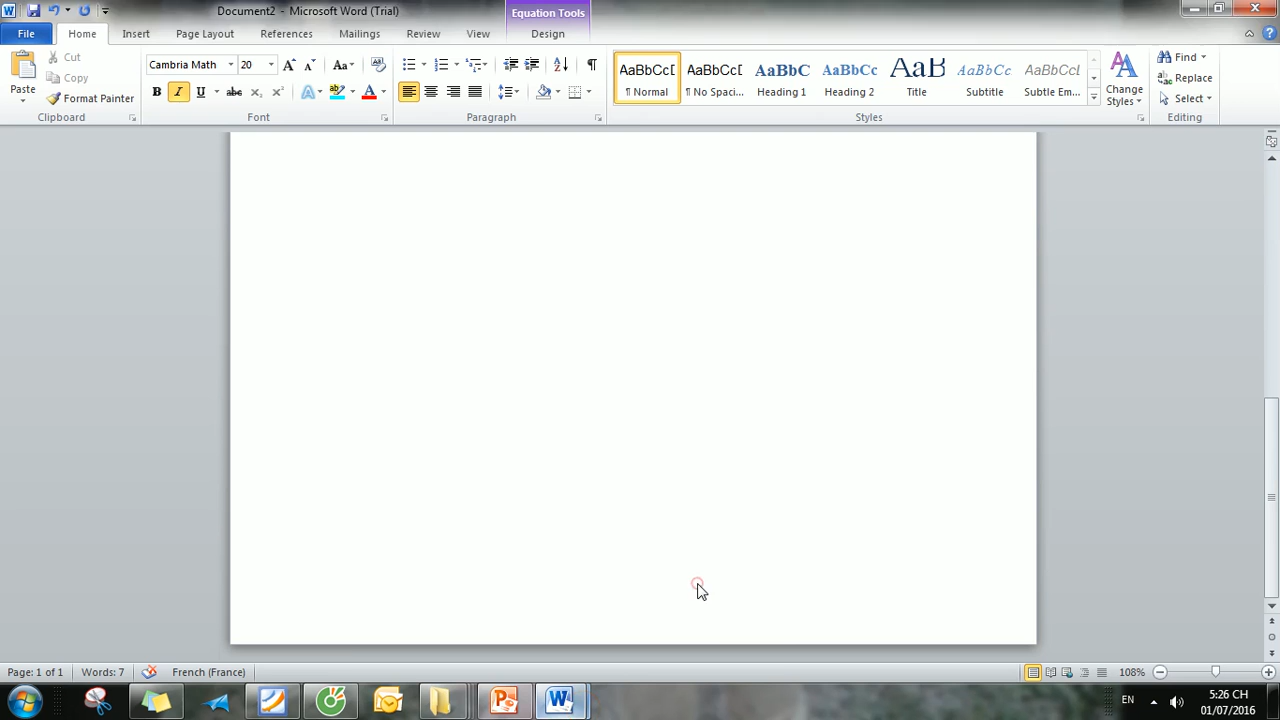 Document2 - Microsoft Word (Trial)
Equation Tools
File Home Insert Page Layout References Mailings Review View Design
Cut
Copy
Format Painter
Paste
Clipboard
Cambria Math 20
Font
Paragraph
AaBbCcD AaBbCcD AaBbC AaBbCc AaB AaBbCc AaBbCcD
¶ Normal ¶ No Spaci... Heading 1 Heading 2 Title Subtitle Subtle Em...
Change Styles
Styles
Find
Replace
Select
Editing
Page: 1 of 1 Words: 7 French (France) 108%
EN
5:26 CH
01/07/2016